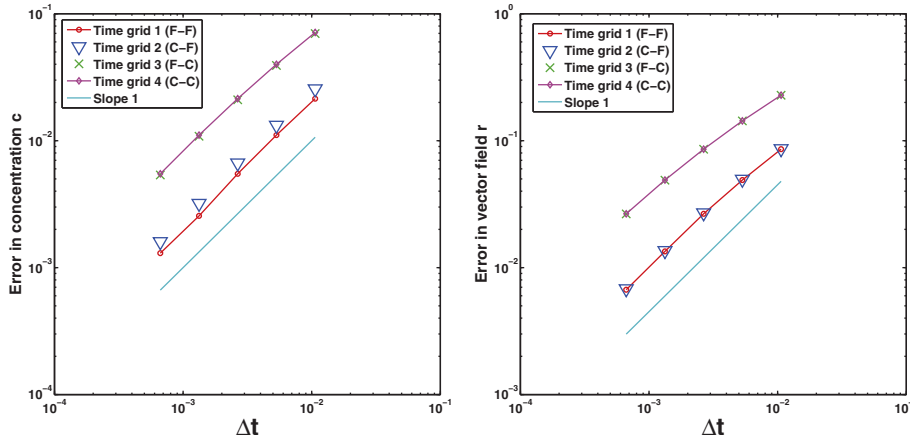 10^-1
10^-2
10^-3
10^-4
Error in concentration c
Time grid 1 (F−F)
Time grid 2 (C−F)
Time grid 3 (F−C)
Time grid 4 (C−C)
Slope 1
10^-4
10^-3
10^-2
10^-1
Δt
10^0
10^-1
10^-2
10^-3
Error in vector field r
Time grid 1 (F−F)
Time grid 2 (C−F)
Time grid 3 (F−C)
Time grid 4 (C−C)
Slope 1
10^-4
10^-3
10^-2
10^-1
Δt